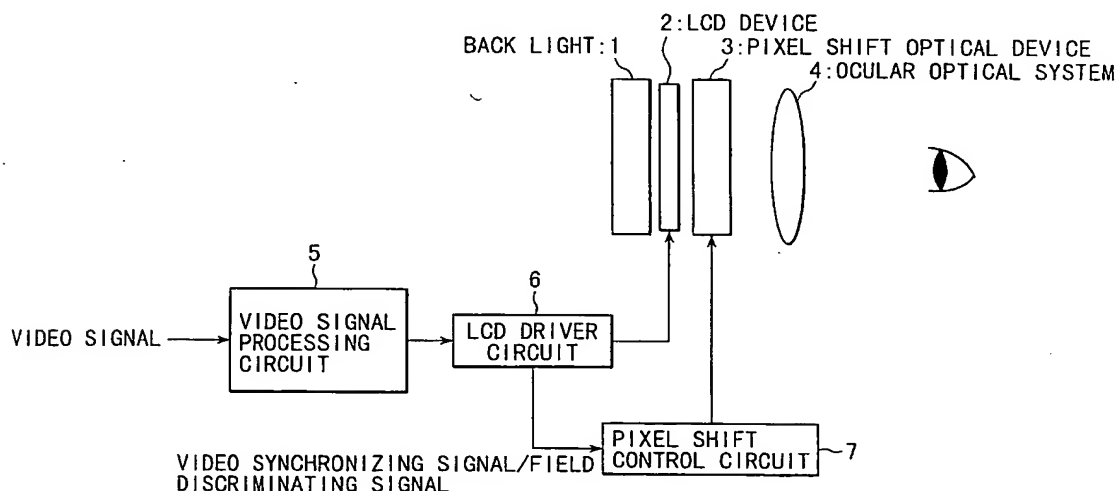 2:LCD DEVICE
BACK LIGHT:1
3:PIXEL SHIFT OPTICAL DEVICE
4:OCULAR OPTICAL SYSTEM
5
6
VIDEO SIGNAL
VIDEO SIGNAL
PROCESSING
CIRCUIT
LCD DRIVER
CIRCUIT
PIXEL SHIFT
CONTROL CIRCUIT
7
VIDEO SYNCHRONIZING SIGNAL/FIELD
DISCRIMINATING SIGNAL